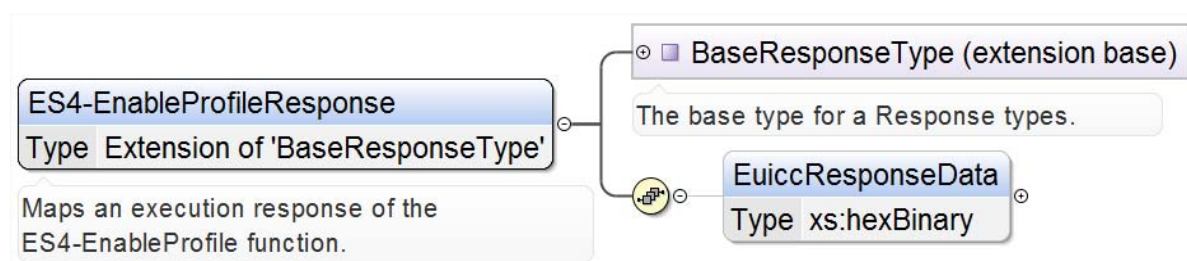 ES4-EnableProfileResponse
Type Extension of 'BaseResponseType'
Maps an execution response of the
ES4-EnableProfile function.
BaseResponseType (extension base)
The base type for a Response types.
EuiccResponseData
Type xs:hexBinary